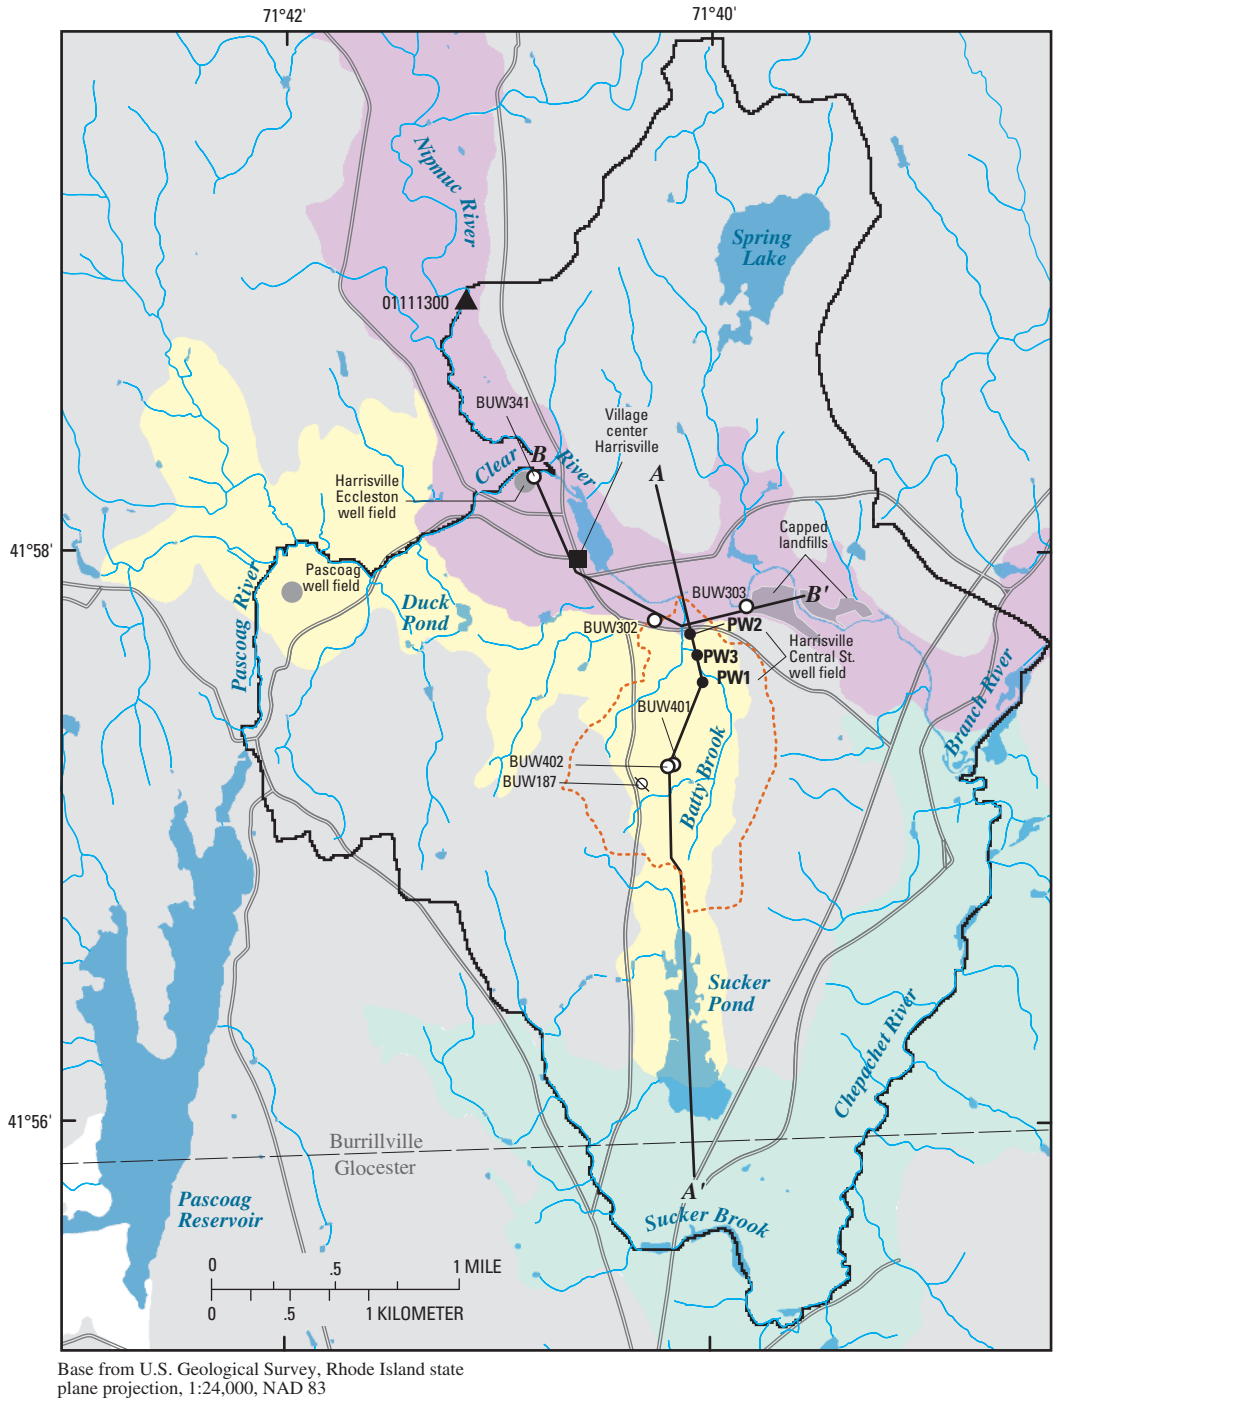 71°42'
71°40'
Nipmuc River
Spring
Lake
01111300
BUW341
Village
center
Harrisville
B
Clear River
A
Harrisville
Eccleston
well field
Capped
landfills
41°58'
Pascoag
well field
Pascoag River
Duck
Pond
BUW303
B'
BUW302
PW2
Harrisville
Central St.
well field
PW3
PW1
BUW401
Branch River
BUW402
BUW187
Batty Brook
Sucker
Pond
Chepachet River
41°56'
Burrillville
Glocester
Pascoag
Reservoir
A'
Sucker Brook
0 .5 1 MILE
0 .5 1 KILOMETER
Base from U.S. Geological Survey, Rhode Island state
plane projection, 1:24,000, NAD 83